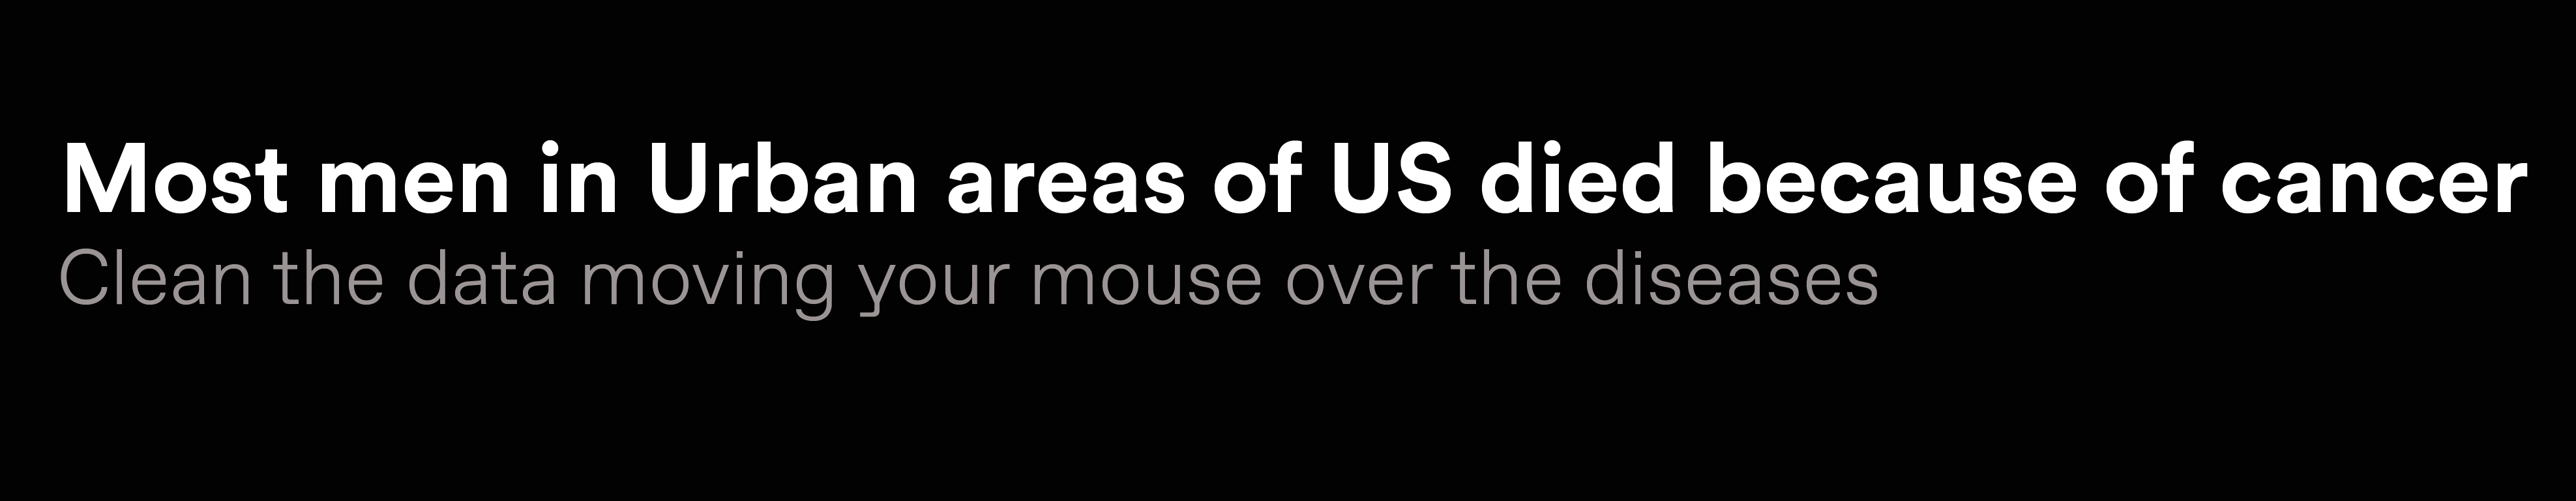 Most men in Urban areas of US died because of cancer
Clean the data moving your mouse over the diseases